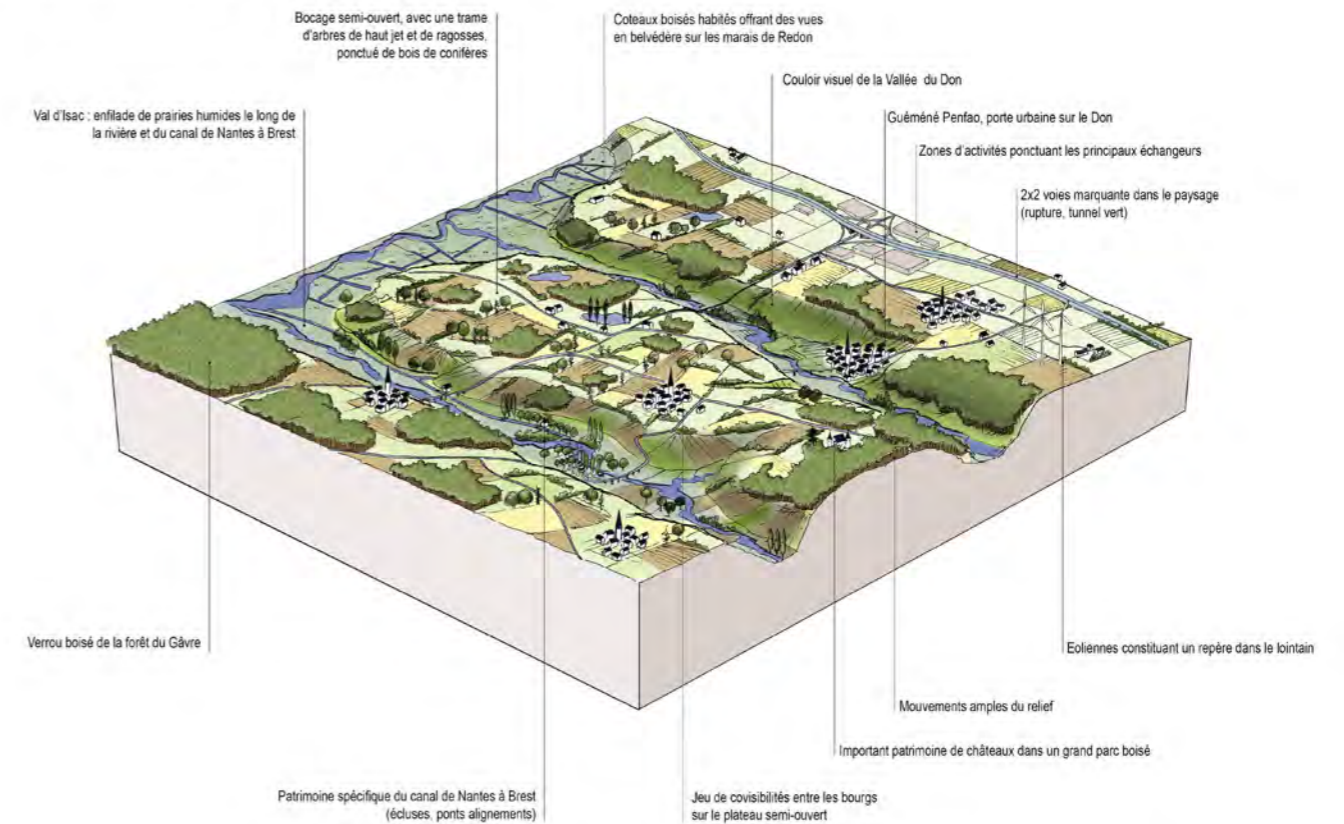 Bocage semi-ouvert, avec une trame
d'arbres de haut jet et de ragosses,
ponctué de bois de conifères
Coteaux boisés habités offrant des vues
en belvédère sur les marais de Redon
Couloir visuel de la Vallée du Don
Val d'Isac : enfilade de prairies humides le long de
la rivière et du canal de Nantes à Brest
Guéméné Penfao, porte urbaine sur le Don
Zones d'activités ponctuant les principaux échangeurs
2x2 voies marquante dans le paysage
(rupture, tunnel vert)
Verrou boisé de la forêt du Gâvre
Eoliennes constituant un repère dans le lointain
Mouvements amples du relief
Important patrimoine de châteaux dans un grand parc boisé
Patrimoine spécifique du canal de Nantes à Brest
(écluses, ponts alignements)
Jeu de covisibilités entre les bourgs
sur le plateau semi-ouvert